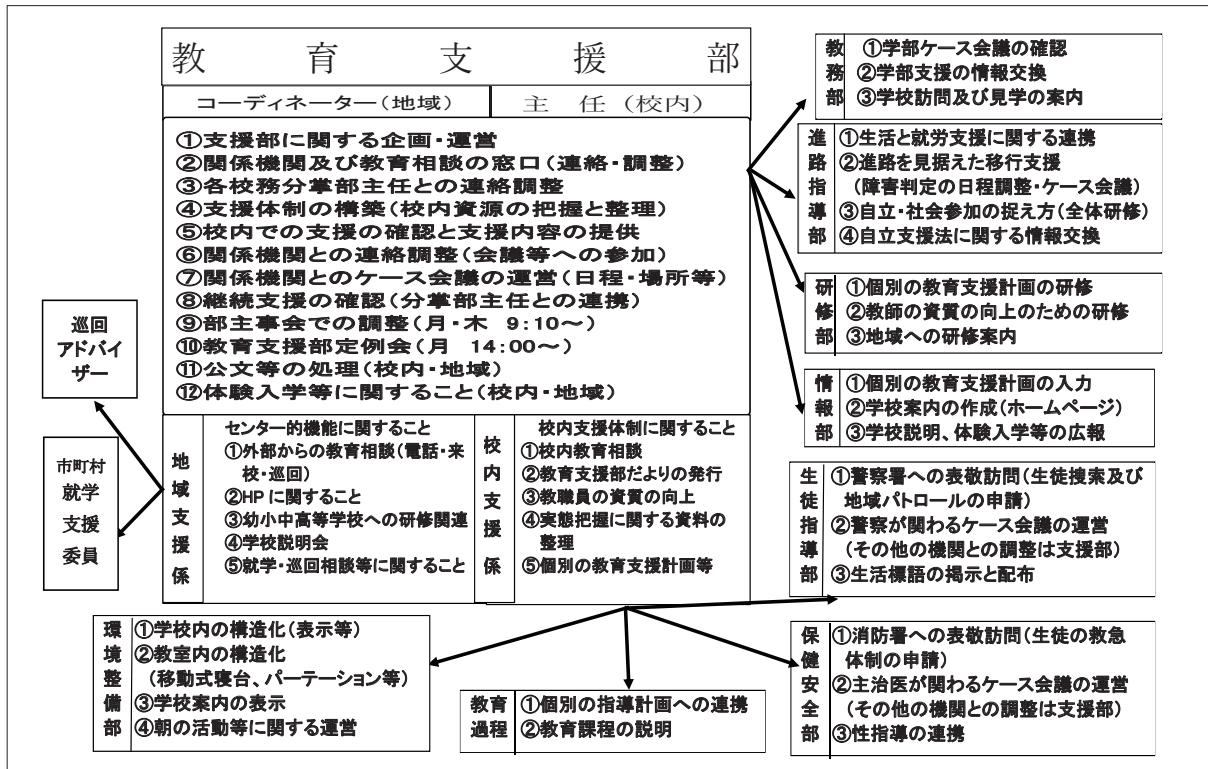 教育支援部
コーディネーター(地域)
主任(校内)
①支援部に関する企画・運営
②関係機関及び教育相談の窓口(連絡・調整)
③各校務分掌部主任との連絡調整
④支援体制の構築(校内資源の把握と整理)
⑤校内での支援の確認と支援内容の提供
⑥関係機関との連絡調整(会議等への参加)
⑦関係機関とのケース会議の運営(日程・場所等)
⑧継続支援の確認(分掌部主任との連携)
⑨部主事会での調整(月・木 9:10～)
⑩教育支援部定例会(月 14:00～)
⑪公文等の処理(校内・地域)
⑫体験入学等に関すること(校内・地域)
地域支援係
センター的機能に関すること
①外部からの教育相談(電話・来
校・巡回)
②HPに関すること
③幼小中高等学校への研修関連
④学校説明会
⑤就学・巡回相談等に関すること
校内支援係
校内支援体制に関すること
①校内教育相談
②教育支援部だよりの発行
③教職員の資質の向上
④実態把握に関する資料の
整理
⑤個別の教育支援計画等
巡回
アドバイ
ザー
市町村
就学
支援
委員
教務部
①学部ケース会議の確認
②学部支援の情報交換
③学校訪問及び見学の案内
進路指導部
①生活と就労支援に関する連携
②進路を見据えた移行支援
(障害判定の日程調整・ケース会議)
③自立・社会参加の捉え方(全体研修)
④自立支援法に関する情報交換
研修部
①個別の教育支援計画の研修
②教師の資質の向上のための研修
③地域への研修案内
情報部
①個別の教育支援計画の入力
②学校案内の作成(ホームページ)
③学校説明、体験入学等の広報
生徒指導部
①警察署への表敬訪問(生徒捜索及び
地域パトロールの申請)
②警察が関わるケース会議の運営
(その他の機関との調整は支援部)
③生活標語の掲示と配布
環境整備部
①学校内の構造化(表示等)
②教室内の構造化
(移動式寝台、パーテーション等)
③学校案内の表示
④朝の活動等に関する運営
教育過程
①個別の指導計画への連携
②教育課程の説明
保健安全部
①消防署への表敬訪問(生徒の救急
体制の申請)
②主治医が関わるケース会議の運営
(その他の機関との調整は支援部)
③性指導の連携